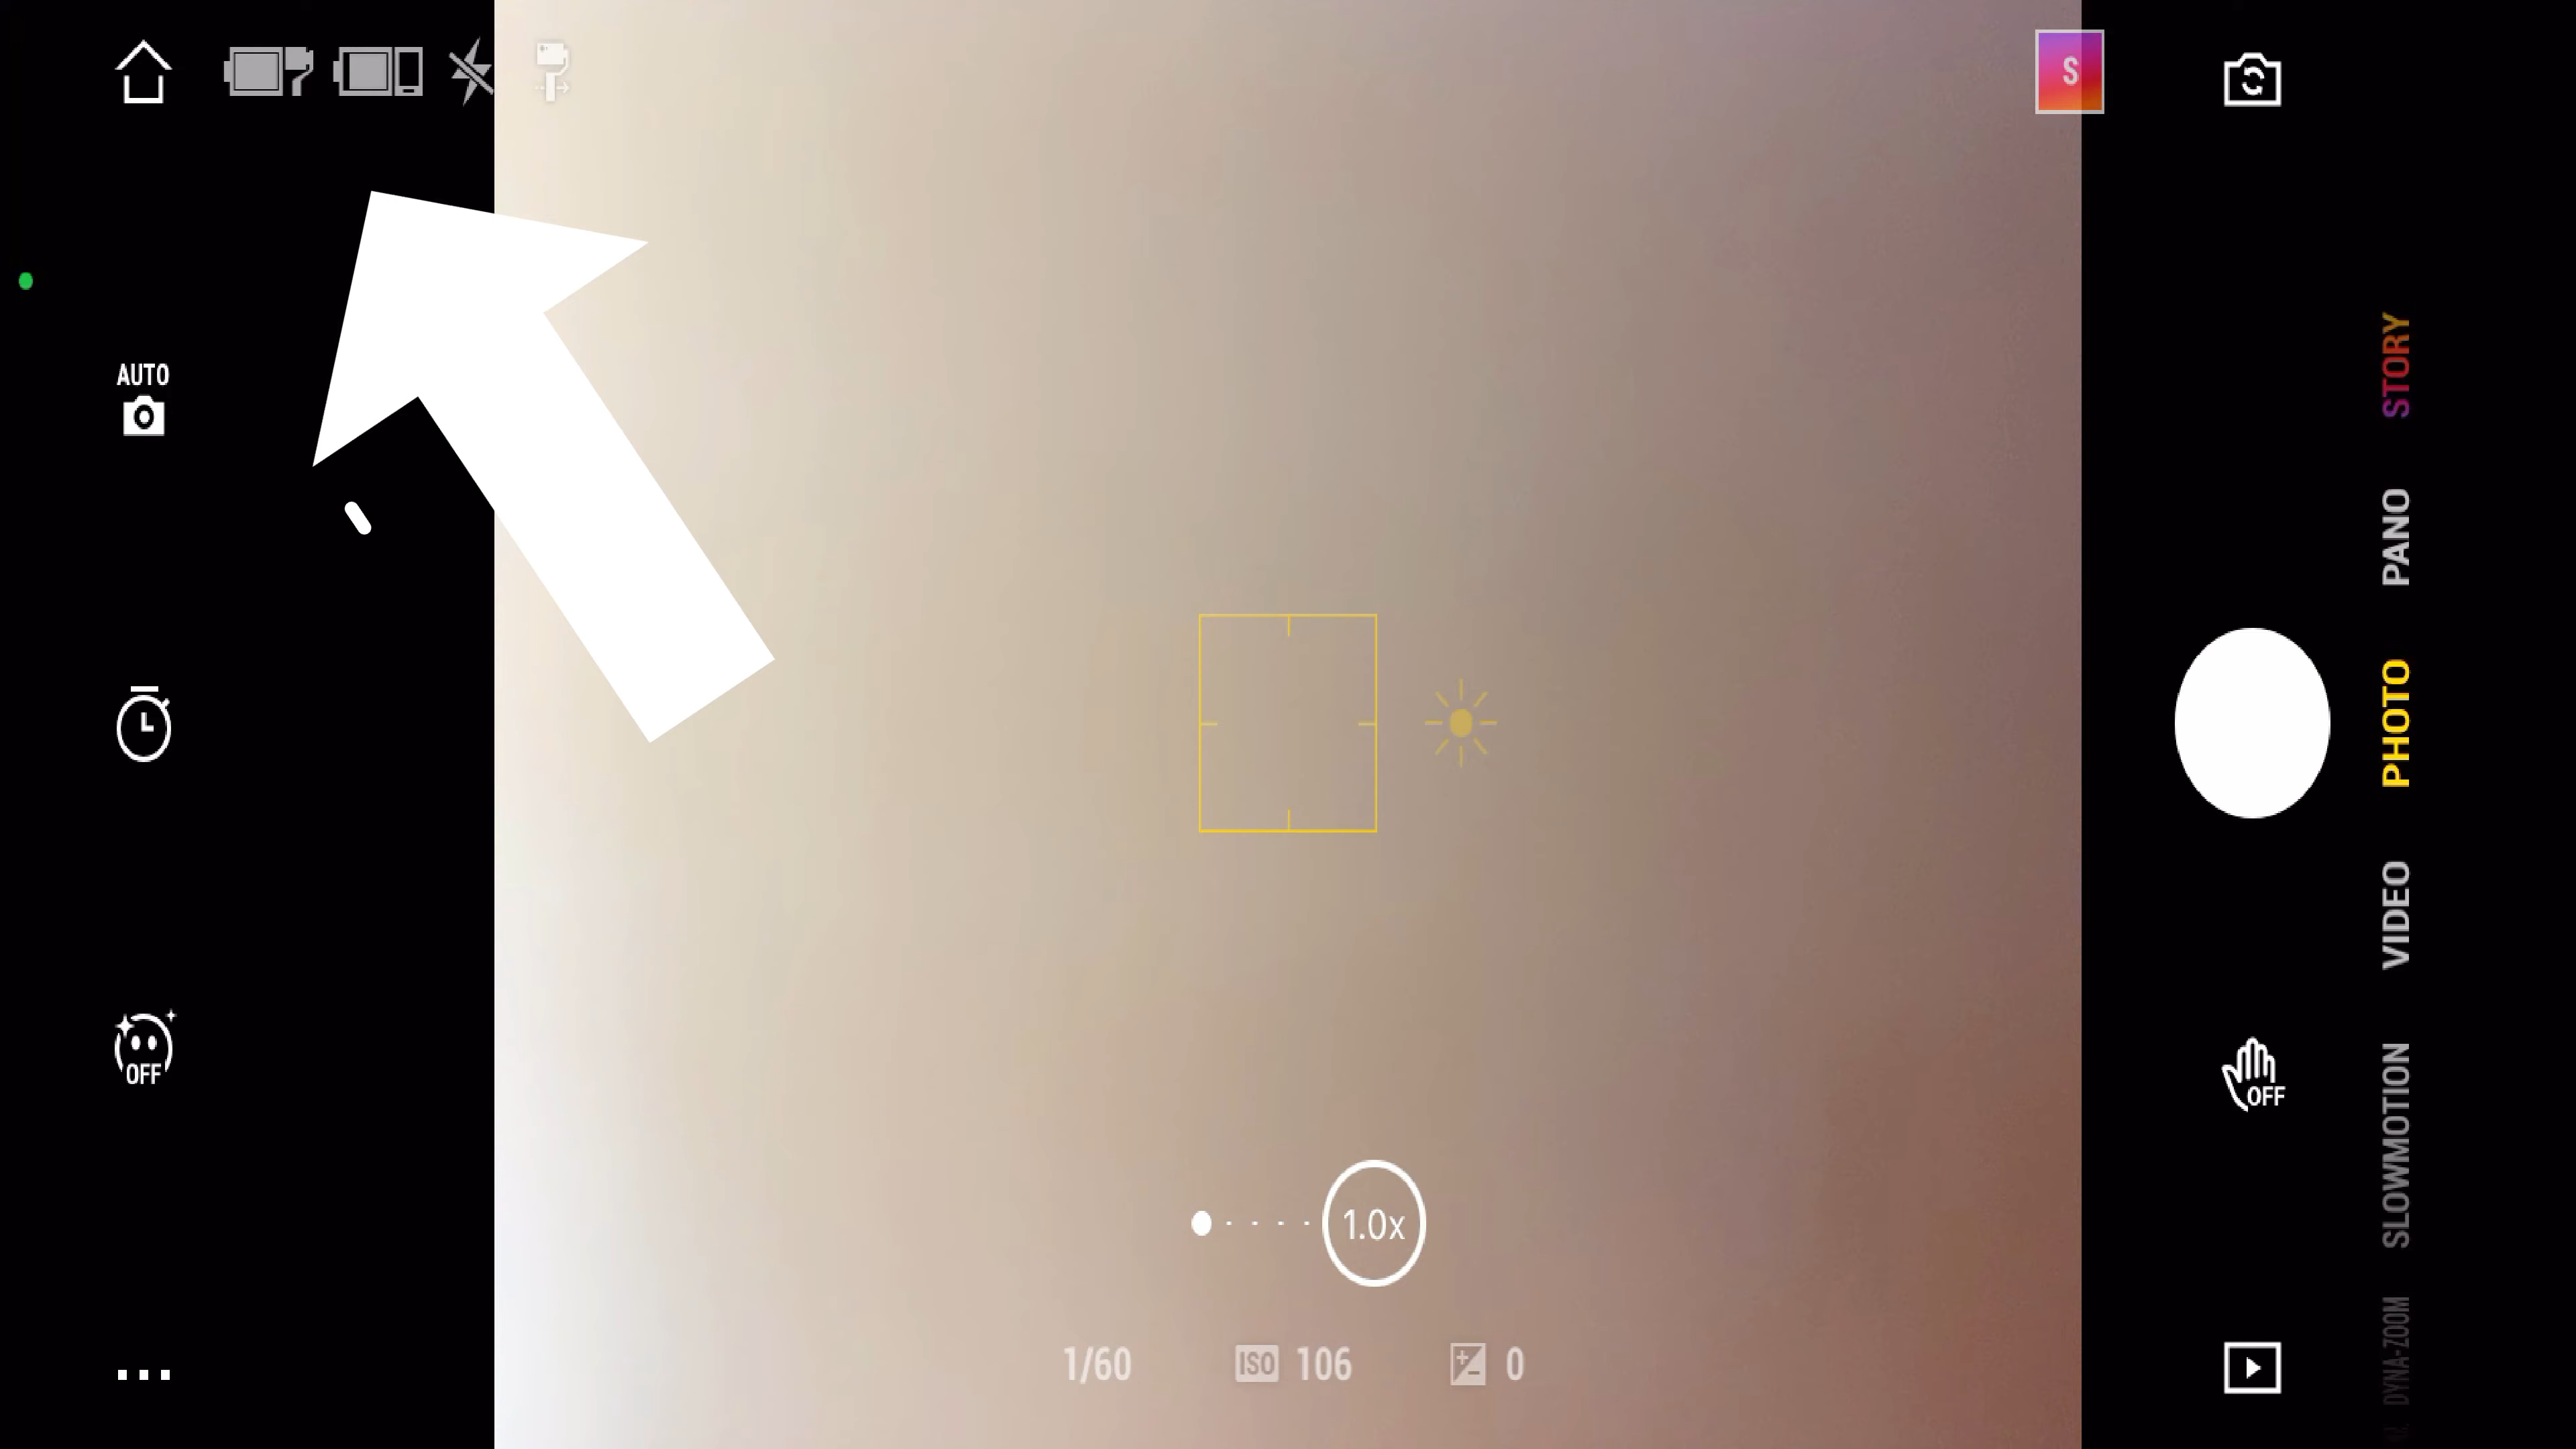 S
AUTO
STORY
PANO
PHOTO
VIDEO
OFF
OFF
SLOWMOTION
1.0x
DYNA-ZOOM
1/60
ISO 106
0